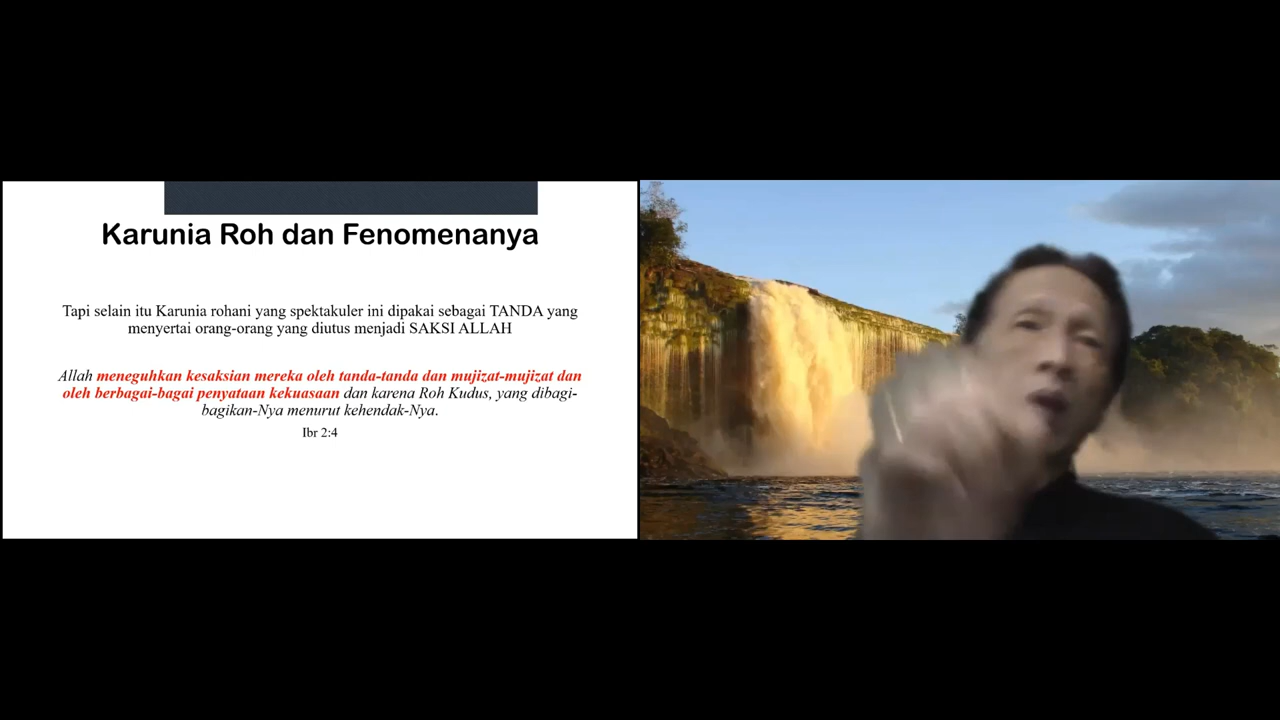 Karunia Roh dan Fenomenanya
Tapi selain itu Karunia rohani yang spektakuler ini dipakai sebagai TANDA yang
menyertai orang-orang yang diutus menjadi SAKSI ALLAH
Allah meneguhkan kesaksian mereka oleh tanda-tanda dan mujizat-mujizat dan
oleh berbagai-bagai penyataan kekuasaan dan karena Roh Kudus, yang dibagi-
bagikan-Nya menurut kehendak-Nya.
Ibr 2:4